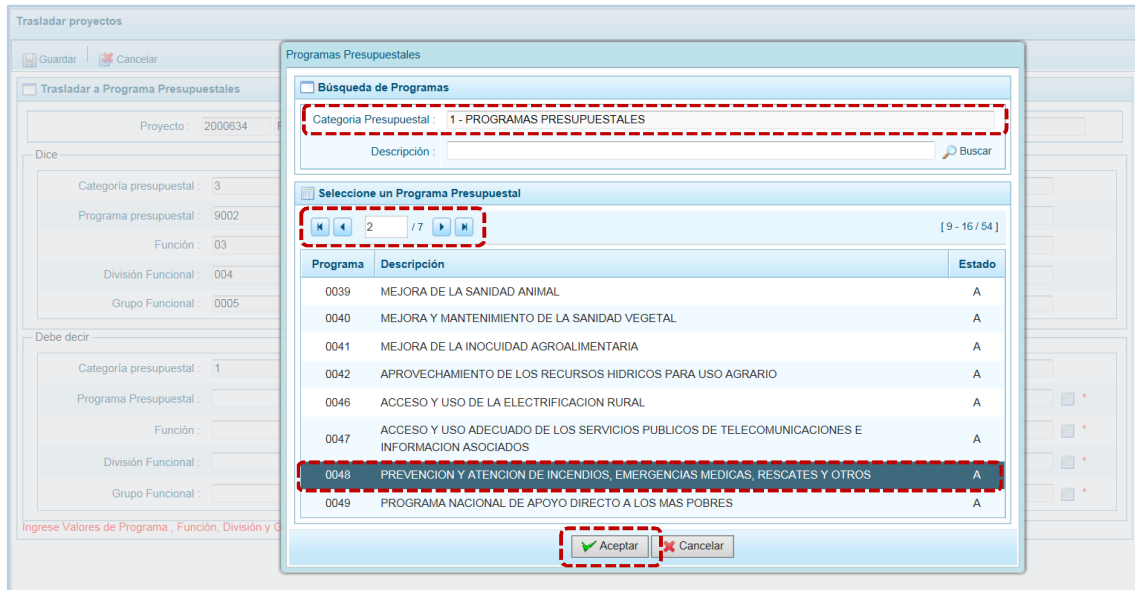 Trasladar proyectos
Guardar Cancelar
Trasladar a Programa Presupuestales
Proyecto : 2000634
Dice
Categoría presupuestal : 3
Programa presupuestal : 9002
Función : 03
División Funcional : 004
Grupo Funcional : 0005
Debe decir
Categoría presupuestal : 1
Programa Presupuestal : *
Función : *
División Funcional : *
Grupo Funcional : *
Ingrese Valores de Programa , Función, División y
Programas Presupuestales
Búsqueda de Programas
Categoria Presupuestal : 1 - PROGRAMAS PRESUPUESTALES
Descripción : Buscar
Seleccione un Programa Presupuestal
2 / 7 [ 9 - 16 / 54 ]
Programa Descripción Estado
0039 MEJORA DE LA SANIDAD ANIMAL A
0040 MEJORA Y MANTENIMIENTO DE LA SANIDAD VEGETAL A
0041 MEJORA DE LA INOCUIDAD AGROALIMENTARIA A
0042 APROVECHAMIENTO DE LOS RECURSOS HIDRICOS PARA USO AGRARIO A
0046 ACCESO Y USO DE LA ELECTRIFICACION RURAL A
0047 ACCESO Y USO ADECUADO DE LOS SERVICIOS PUBLICOS DE TELECOMUNICACIONES E A
INFORMACION ASOCIADOS
0048 PREVENCION Y ATENCION DE INCENDIOS, EMERGENCIAS MEDICAS, RESCATES Y OTROS A
0049 PROGRAMA NACIONAL DE APOYO DIRECTO A LOS MAS POBRES A
Aceptar Cancelar